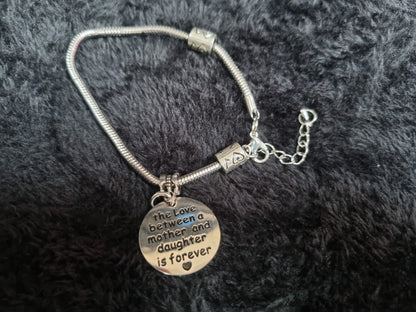 the Love
between a
mother and
daughter
is forever